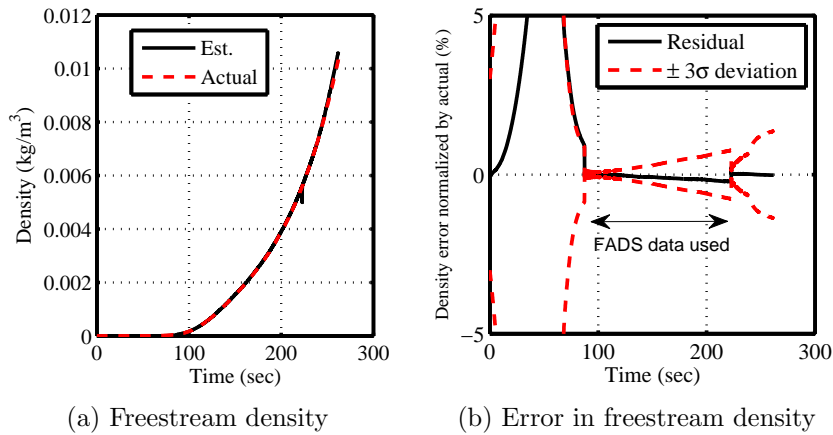 0.012
0.01
0.008
0.006
0.004
0.002
0
Density (kg/m³)
Est.
Actual
0
100
200
300
Time (sec)
(a) Freestream density
5
0
−5
Density error normalized by actual (%)
Residual
± 3σ deviation
FADS data used
0
100
200
300
Time (sec)
(b) Error in freestream density